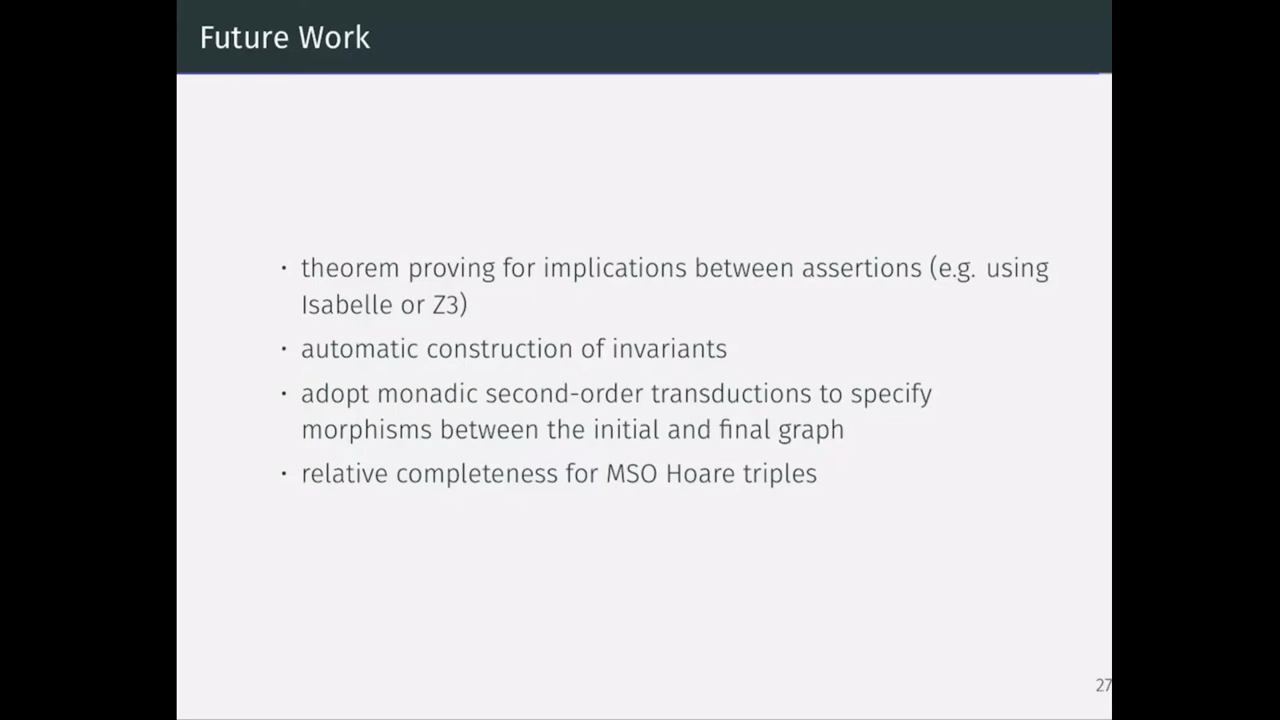 Future Work
· theorem proving for implications between assertions (e.g. using
Isabelle or Z3)
· automatic construction of invariants
· adopt monadic second-order transductions to specify
morphisms between the initial and final graph
· relative completeness for MSO Hoare triples
27